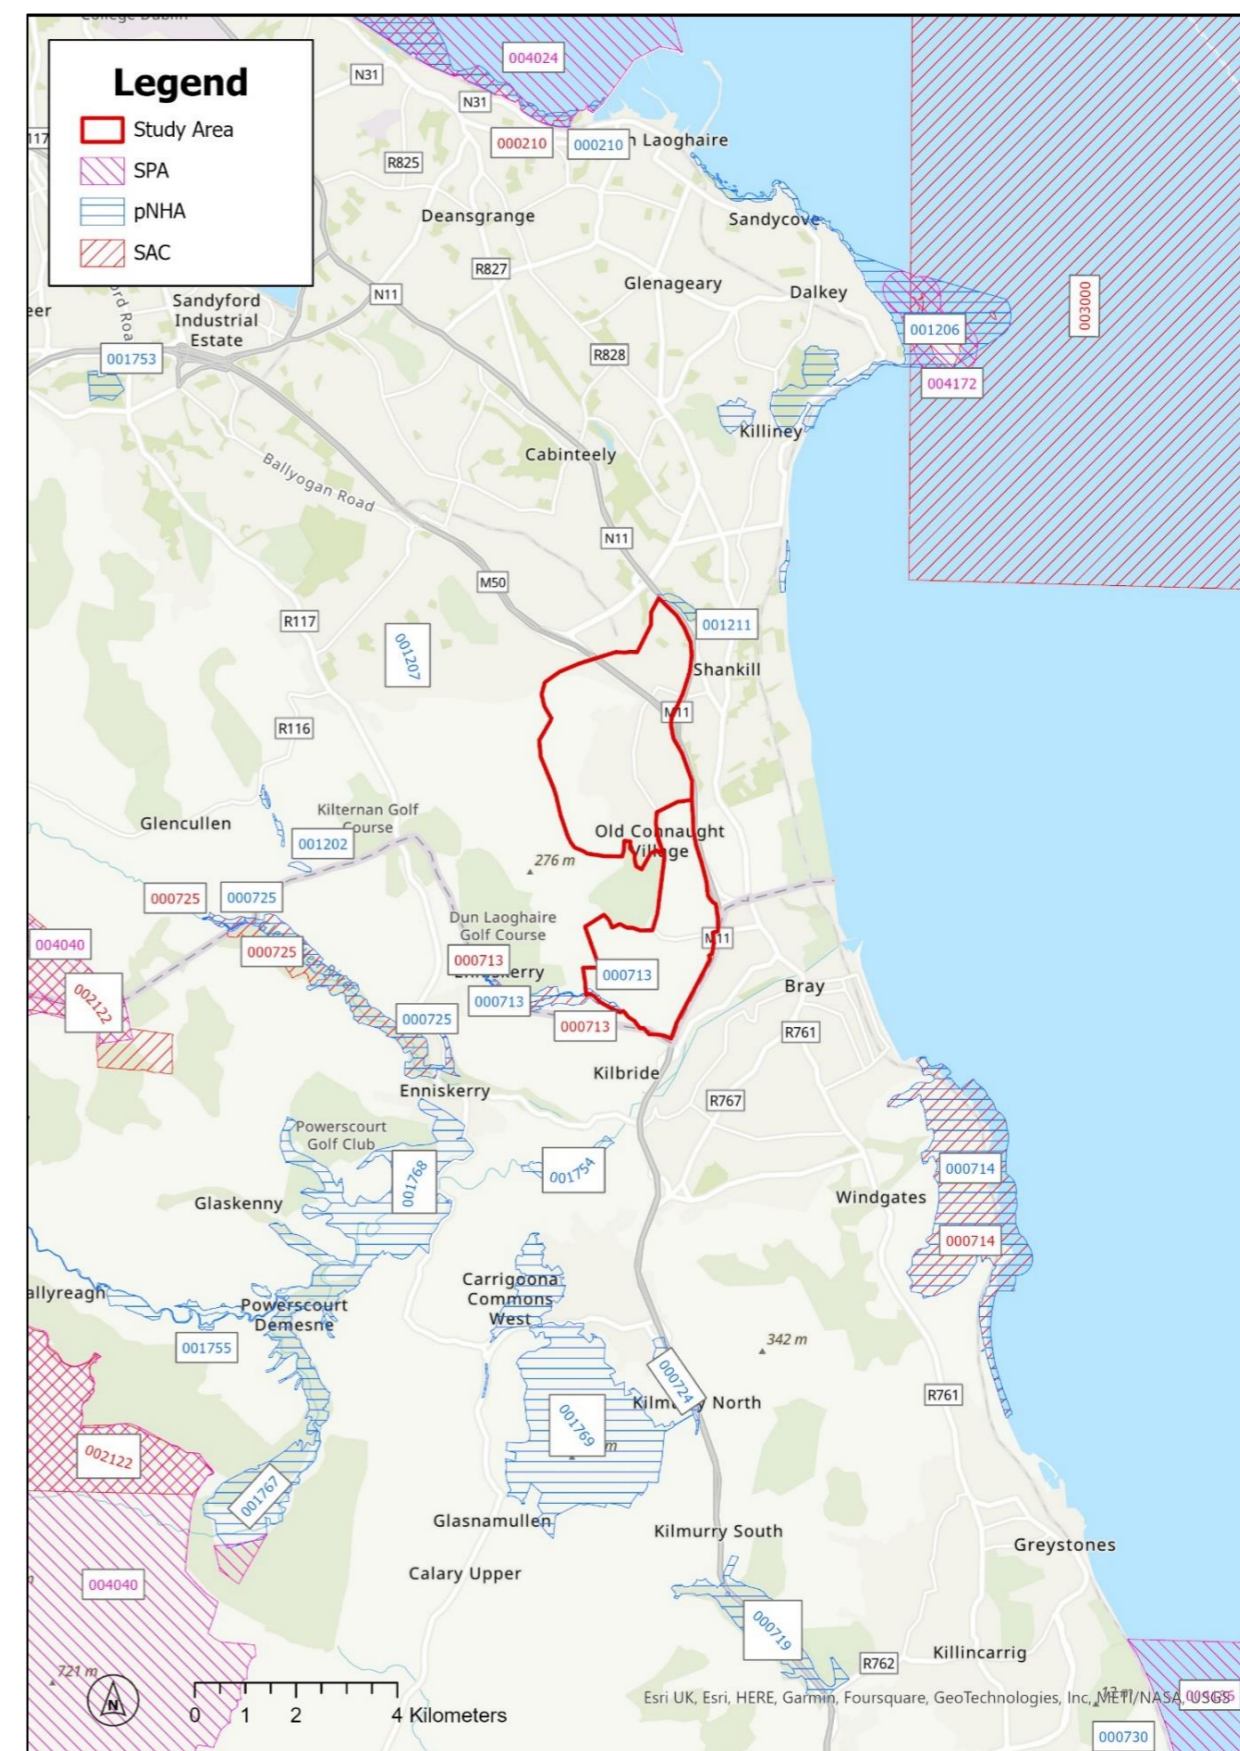 College Dublin
Legend
Study Area
SPA
pNHA
SAC
004024
N31
N31
000210
000210
n Laoghaire
R825
Deansgrange
Sandycove
R827
Glenageary
Dalkey
N11
Sandyford
Industrial
Estate
001753
R828
001206
003000
004172
Killiney
Cabinteely
Ballyogan Road
N11
M50
R117
001207
001211
Shankill
M11
R116
Glencullen
Kilternan Golf
Course
001202
Old Connaught
Village
276 m
000725
000725
004040
000725
002122
Dun Laoghaire
Golf Course
000713
Enniskerry
000713
000713
000713
M11
Bray
R761
000725
Kilbride
Enniskerry
R767
Powerscourt
Golf Club
001768
001754
000714
Glaskenny
Windgates
000714
Carrigoona
Commons
West
allyreagh
Powerscourt
Demesne
001755
342 m
000724
Kilmurry North
R761
001769
m
002122
001767
Glasnamullen
Kilmurry South
Greystones
Calary Upper
004040
000719
Killincarrig
R762
721 m
N
0 1 2 4 Kilometers
Esri UK, Esri, HERE, Garmin, Foursquare, GeoTechnologies, Inc, METI/NASA, USGS
000730